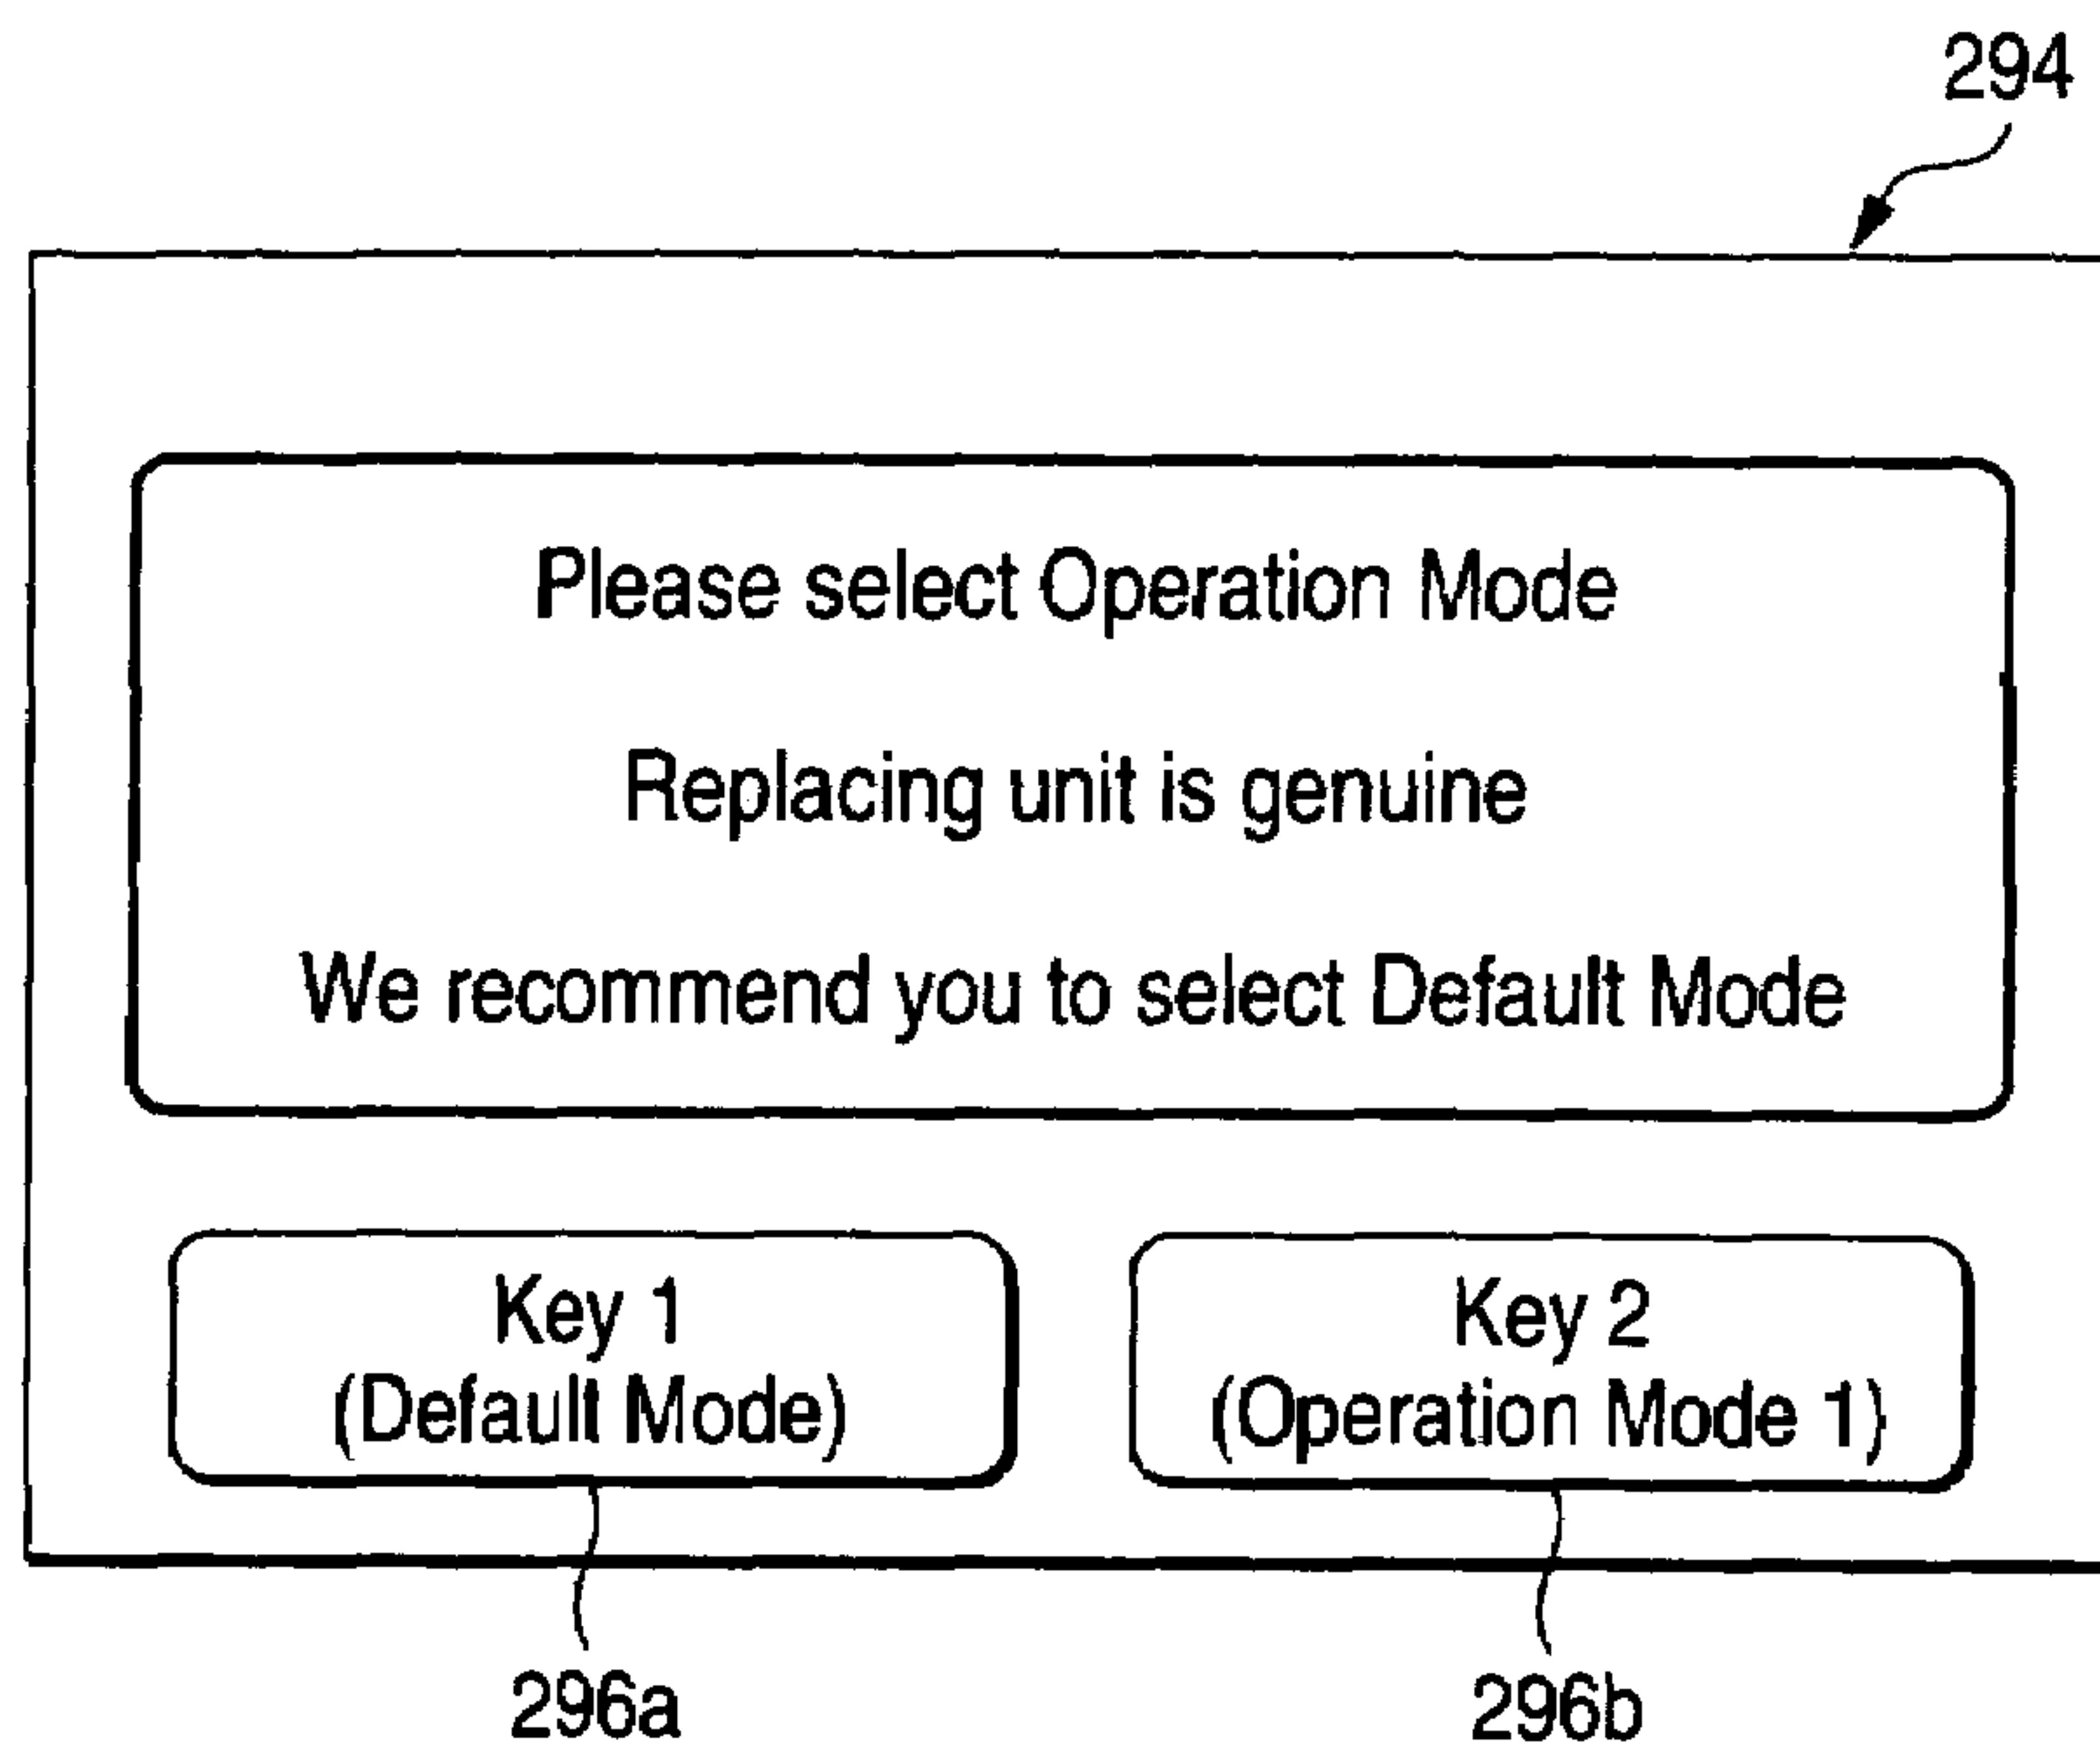 294
Please select Operation Mode
Replacing unit is genuine
We recommend you to select Default Mode
Key 1
(Default Mode)
Key 2
(Operation Mode 1)
296a
296b